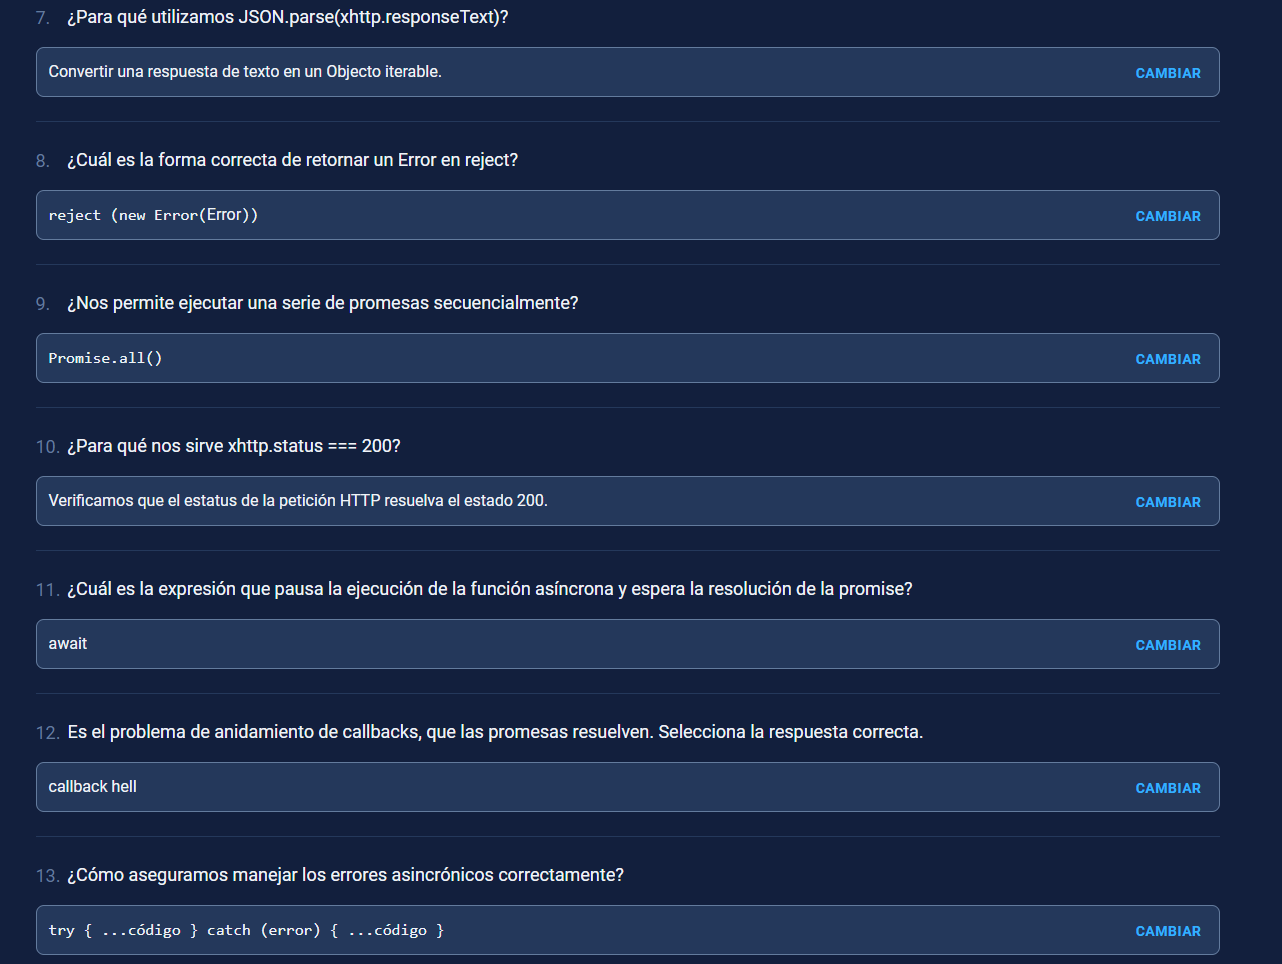 7. ¿Para qué utilizamos JSON.parse(xhttp.responseText)?
Convertir una respuesta de texto en un Objecto iterable. CAMBIAR
8. ¿Cuál es la forma correcta de retornar un Error en reject?
reject (new Error(Error)) CAMBIAR
9. ¿Nos permite ejecutar una serie de promesas secuencialmente?
Promise.all() CAMBIAR
10. ¿Para qué nos sirve xhttp.status === 200?
Verificamos que el estatus de la petición HTTP resuelva el estado 200. CAMBIAR
11. ¿Cuál es la expresión que pausa la ejecución de la función asíncrona y espera la resolución de la promise?
await CAMBIAR
12. Es el problema de anidamiento de callbacks, que las promesas resuelven. Selecciona la respuesta correcta.
callback hell CAMBIAR
13. ¿Cómo aseguramos manejar los errores asincrónicos correctamente?
try { ...código } catch (error) { ...código } CAMBIAR